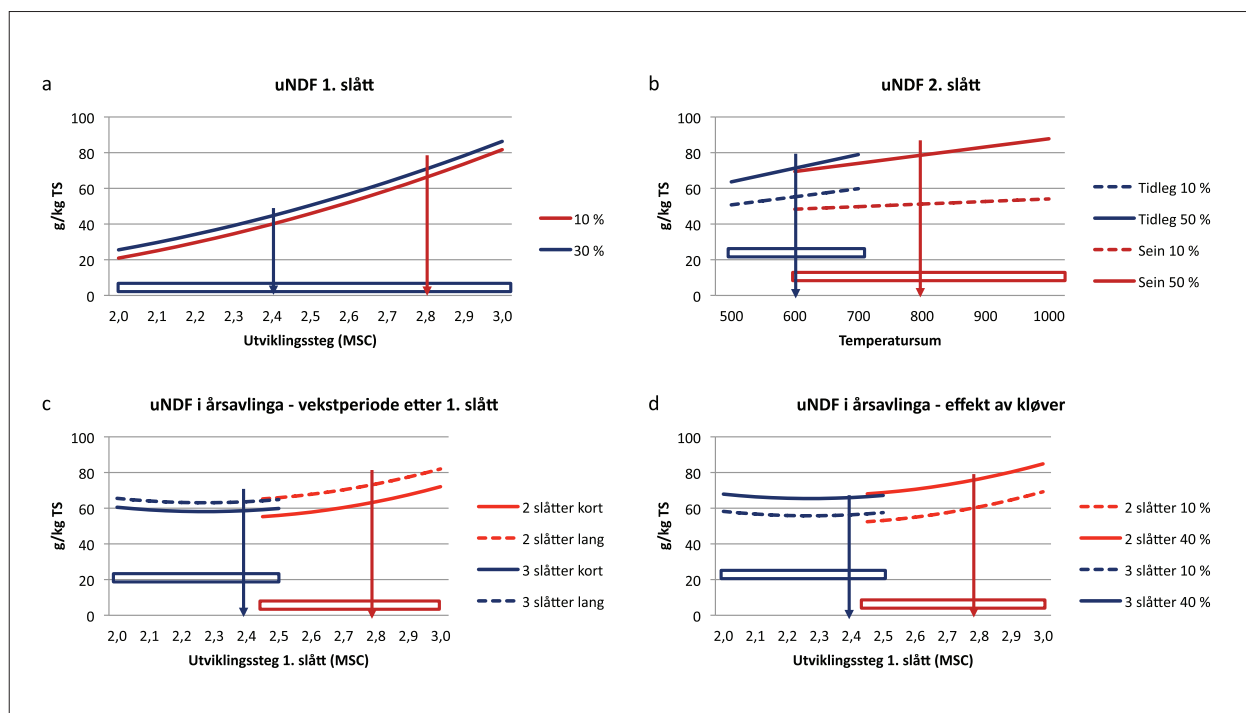 a
uNDF 1. slått
100
80
60
40
20
0
g/kg TS
2,0 2,1 2,2 2,3 2,4 2,5 2,6 2,7 2,8 2,9 3,0
Utviklingssteg (MSC)
10 %
30 %
b
uNDF 2. slått
100
80
60
40
20
0
g/kg TS
500 600 700 800 900 1000
Temperatursum
Tidleg 10 %
Tidleg 50 %
Sein 10 %
Sein 50 %
c
uNDF i årsavlinga - vekstperiode etter 1. slått
100
80
60
40
20
0
g/kg TS
2,0 2,1 2,2 2,3 2,4 2,5 2,6 2,7 2,8 2,9 3,0
Utviklingssteg 1. slått (MSC)
2 slåtter kort
2 slåtter lang
3 slåtter kort
3 slåtter lang
d
uNDF i årsavlinga - effekt av kløver
100
80
60
40
20
0
g/kg TS
2,0 2,1 2,2 2,3 2,4 2,5 2,6 2,7 2,8 2,9 3,0
Utviklingssteg 1. slått (MSC)
2 slåtter 10 %
2 slåtter 40 %
3 slåtter 10 %
3 slåtter 40 %